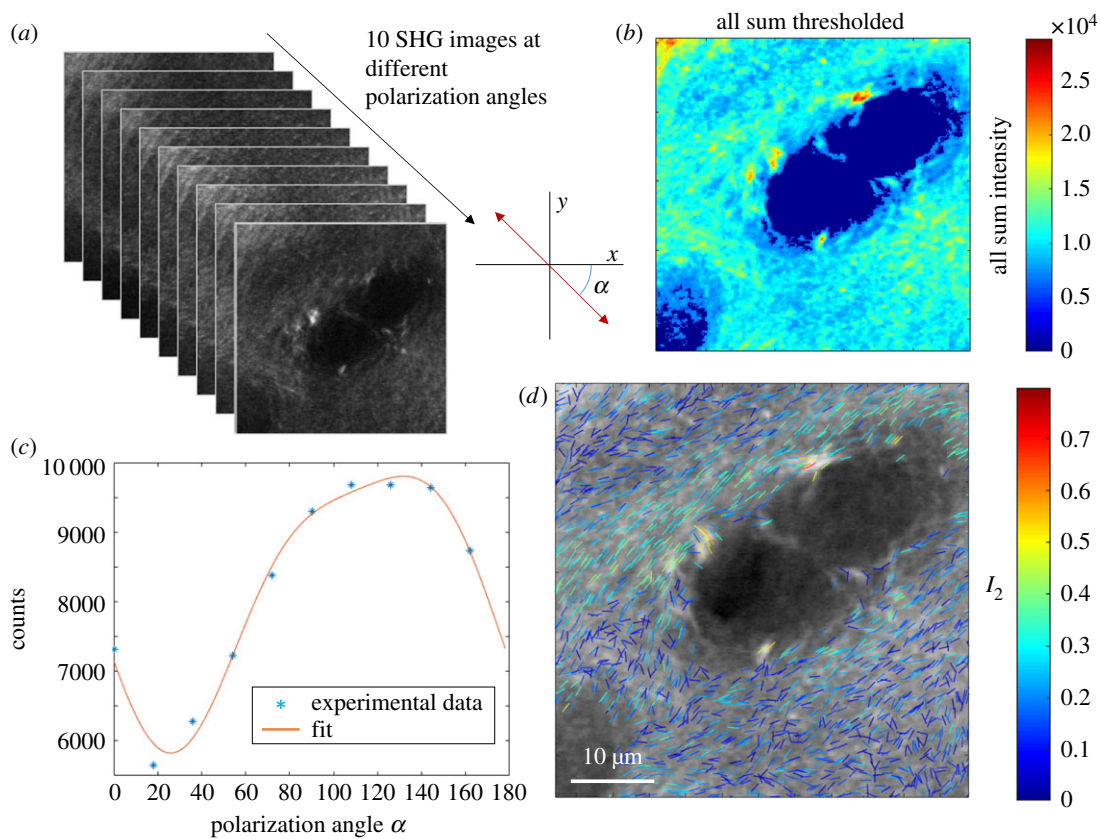 (a)
10 SHG images at
different
polarization angles
y
x
α
(b)
all sum thresholded
×10⁴
2.5
2.0
1.5
1.0
0.5
0
all sum intensity
(c)
10 000
9000
8000
7000
6000
counts
0 20 40 60 80 100 120 140 160 180
polarization angle α
experimental data
fit
(d)
10 µm
0.7
0.6
0.5
0.4
0.3
0.2
0.1
0
I₂